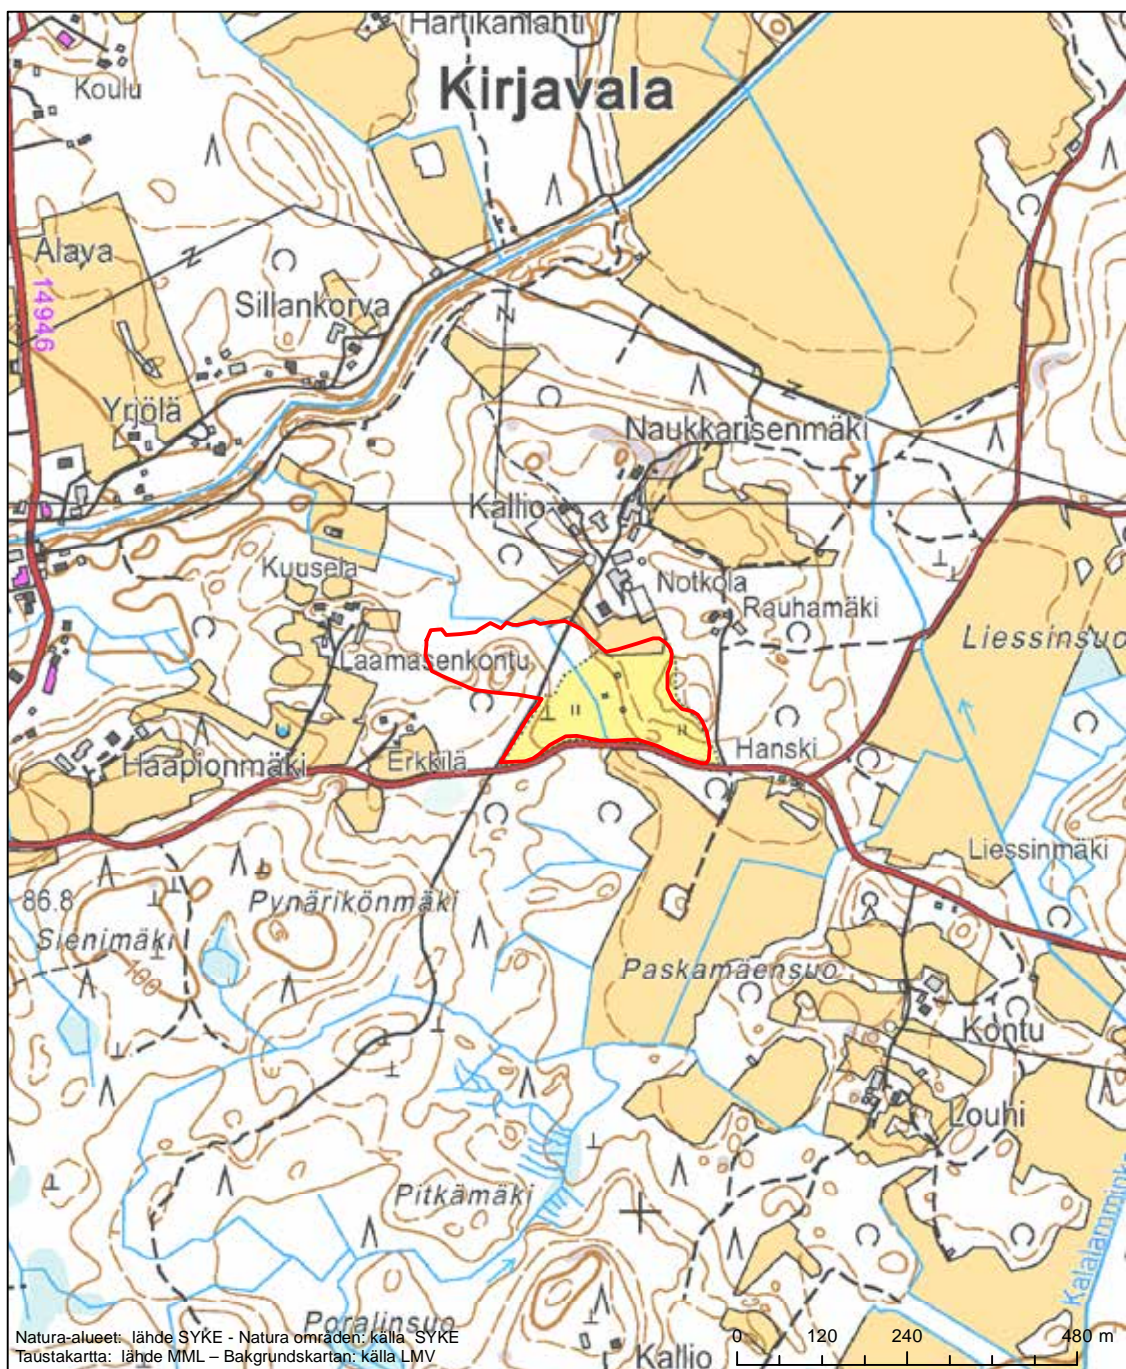 Hartikanlahti
Koulu
Kirjavala
Alava
14946
Sillankorva
Yrjölä
Naukkarisenmäki
Kallio
Kuusela
Notkola
Rauhamäki
Liessinsuo
Laamasenkontu
Haapionmäki
Erkkilä
Hanski
Liessinmäki
86.8
Pynärikönmäki
Sienimäki
100
Paskamäensuo
Kontu
Louhi
Pitkämäki
Poralinsuo
Kallio
Natura-alueet: lähde SYKE - Natura områden: källa SYKE
Taustakartta: lähde MML – Bakgrundskartan: källa LMV
0 120 240 480 m